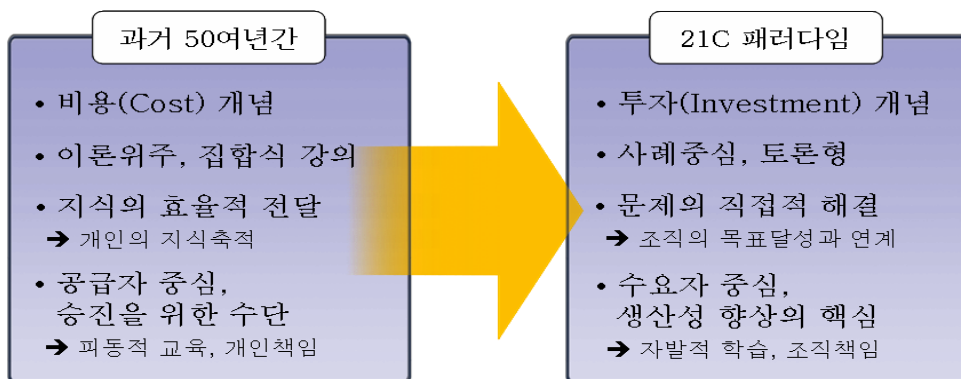 과거 50여년간
• 비용(Cost) 개념
• 이론위주, 집합식 강의
• 지식의 효율적 전달
➔ 개인의 지식축적
• 공급자 중심,
승진을 위한 수단
➔ 피동적 교육, 개인책임
21C 패러다임
• 투자(Investment) 개념
• 사례중심, 토론형
• 문제의 직접적 해결
➔ 조직의 목표달성과 연계
• 수요자 중심,
생산성 향상의 핵심
➔ 자발적 학습, 조직책임